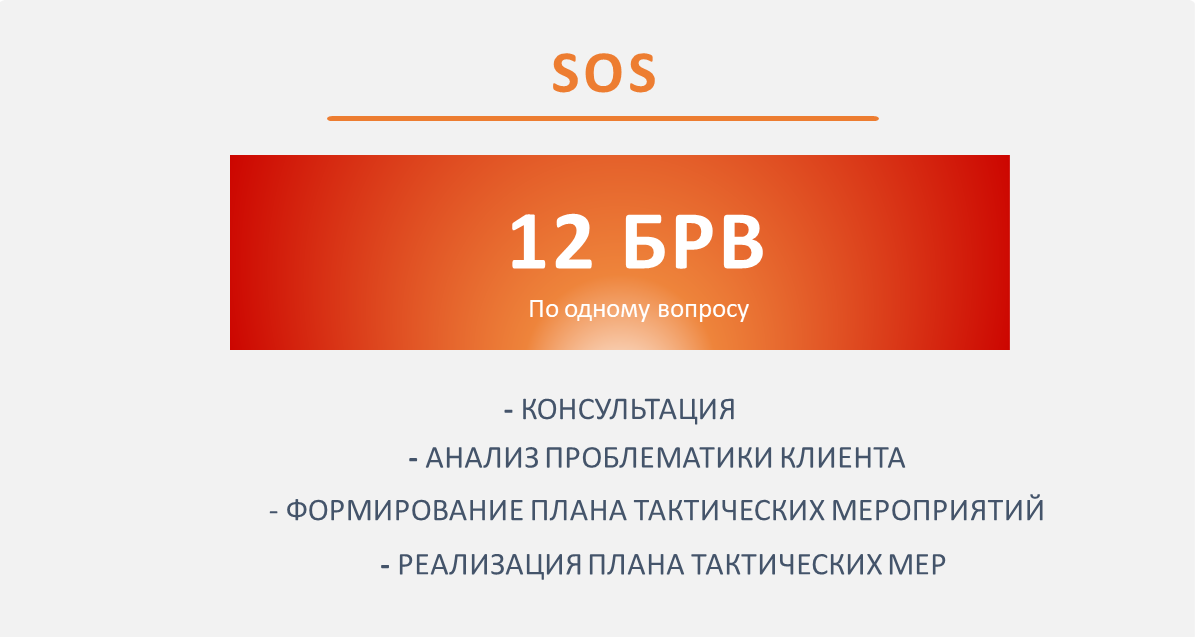 SOS
12 БРВ
По одному вопросу
- КОНСУЛЬТАЦИЯ
- АНАЛИЗ ПРОБЛЕМАТИКИ КЛИЕНТА
- ФОРМИРОВАНИЕ ПЛАНА ТАКТИЧЕСКИХ МЕРОПРИЯТИЙ
- РЕАЛИЗАЦИЯ ПЛАНА ТАКТИЧЕСКИХ МЕР